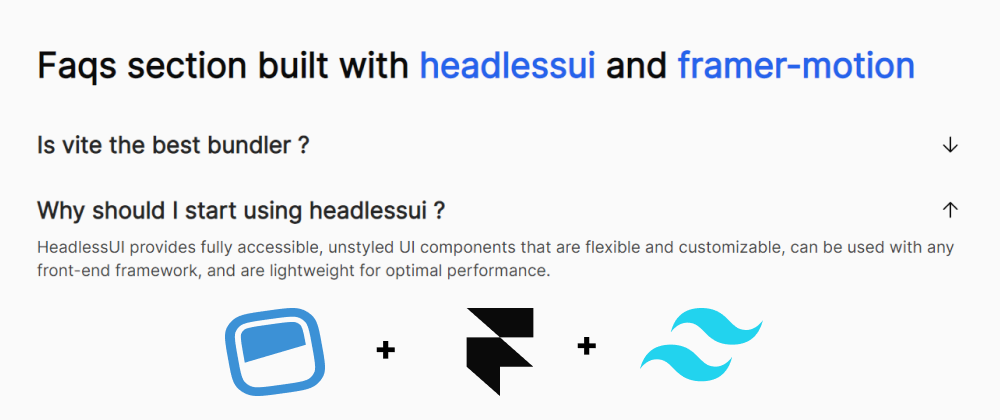 Faqs section built with headlessui and framer-motion
Is vite the best bundler ?
Why should I start using headlessui ?
HeadlessUI provides fully accessible, unstyled UI components that are flexible and customizable, can be used with any
front-end framework, and are lightweight for optimal performance.
+ +